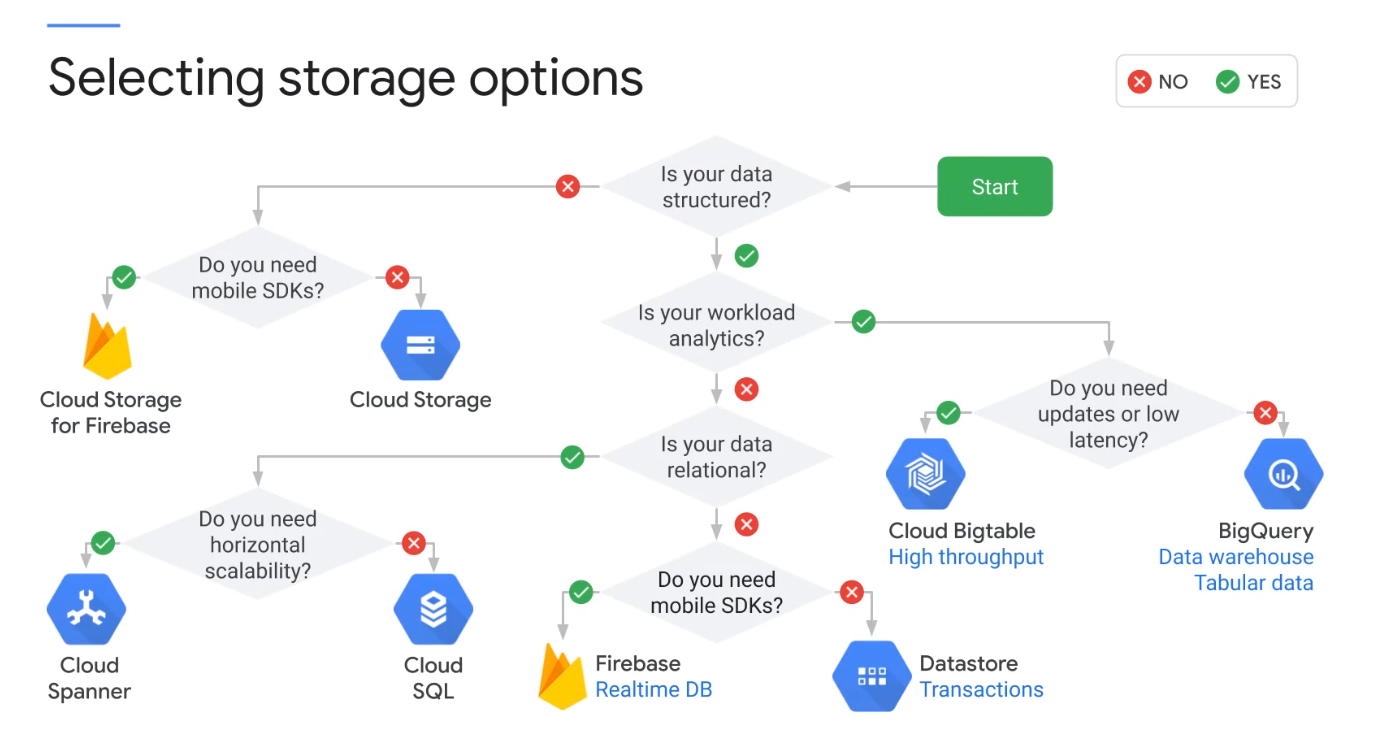 Selecting storage options
NO
YES
Is your data
structured?
Start
Do you need
mobile SDKs?
Is your workload
analytics?
Cloud Storage
for Firebase
Cloud Storage
Do you need
updates or low
latency?
Is your data
relational?
Do you need
horizontal
scalability?
Cloud Bigtable
High throughput
BigQuery
Data warehouse
Tabular data
Do you need
mobile SDKs?
Cloud
Spanner
Cloud
SQL
Firebase
Realtime DB
Datastore
Transactions